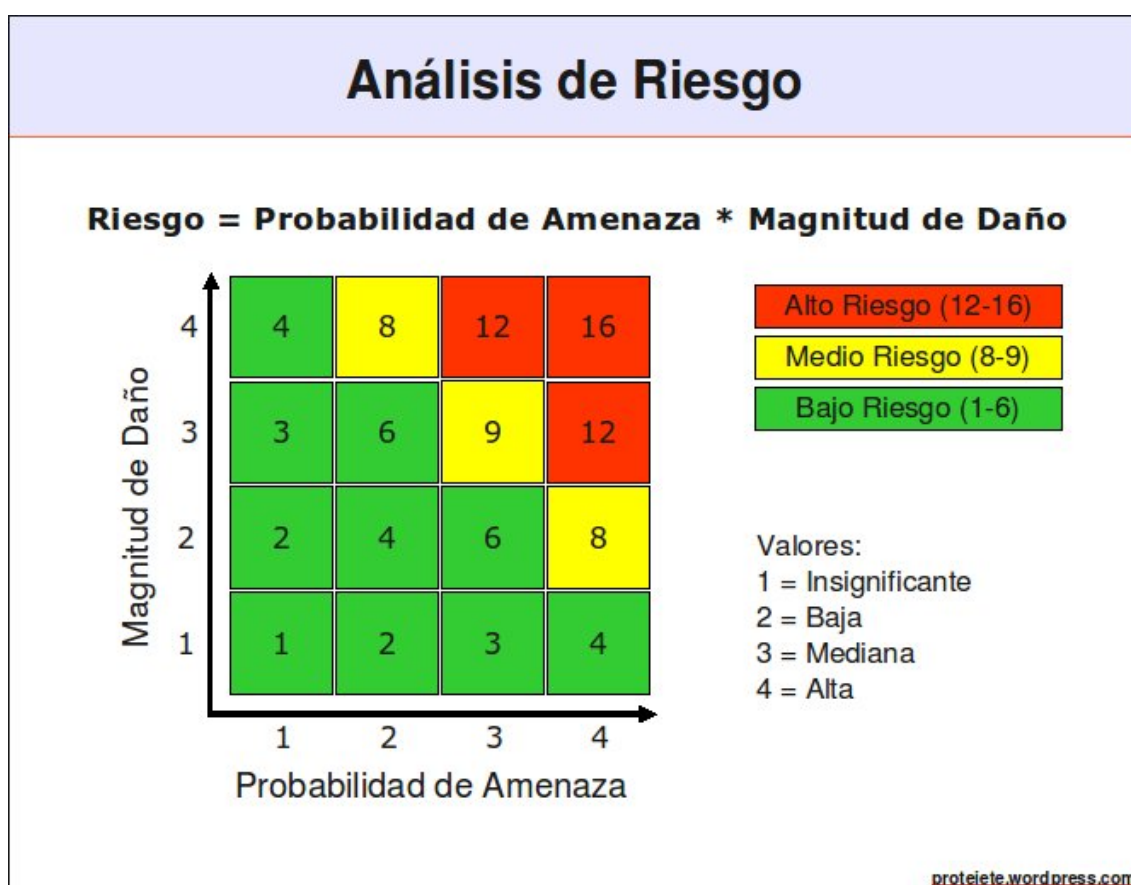 Análisis de Riesgo
Riesgo = Probabilidad de Amenaza * Magnitud de Daño
Magnitud de Daño
4 4 8 12 16
3 3 6 9 12
2 2 4 6 8
1 1 2 3 4
1 2 3 4
Probabilidad de Amenaza
Alto Riesgo (12-16)
Medio Riesgo (8-9)
Bajo Riesgo (1-6)
Valores:
1 = Insignificante
2 = Baja
3 = Mediana
4 = Alta
protejete.wordpress.com